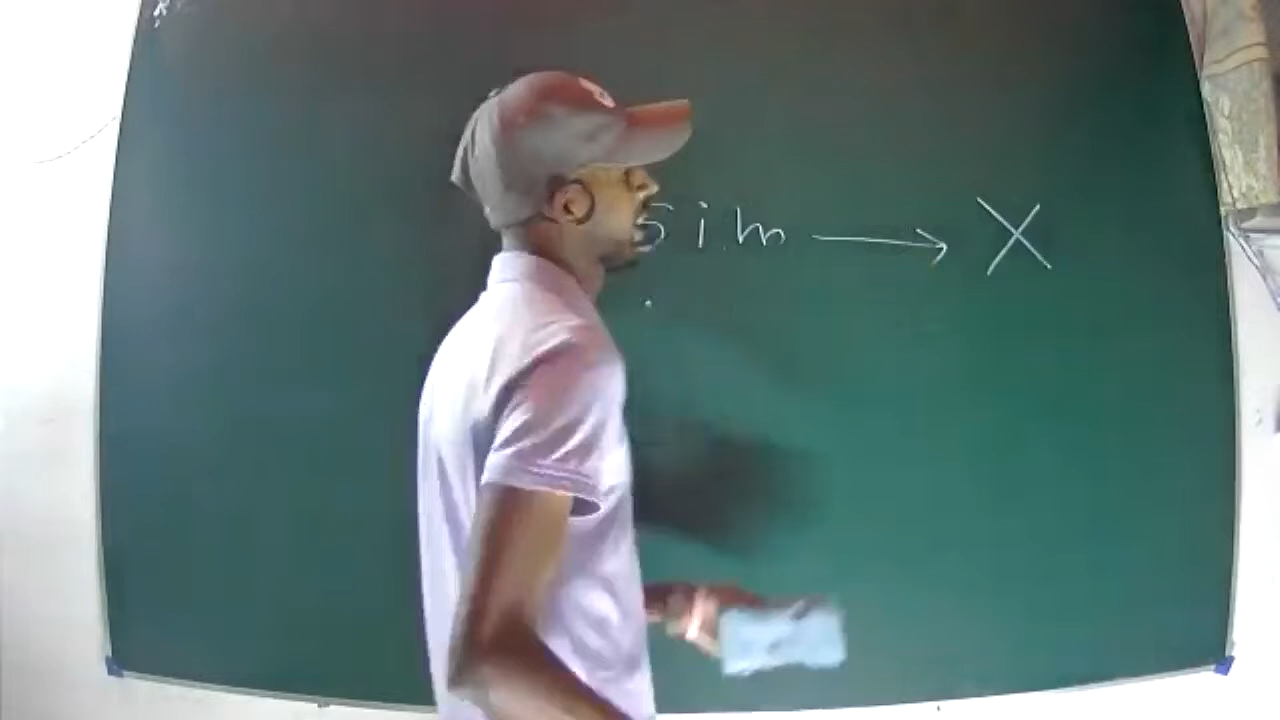 sim → X